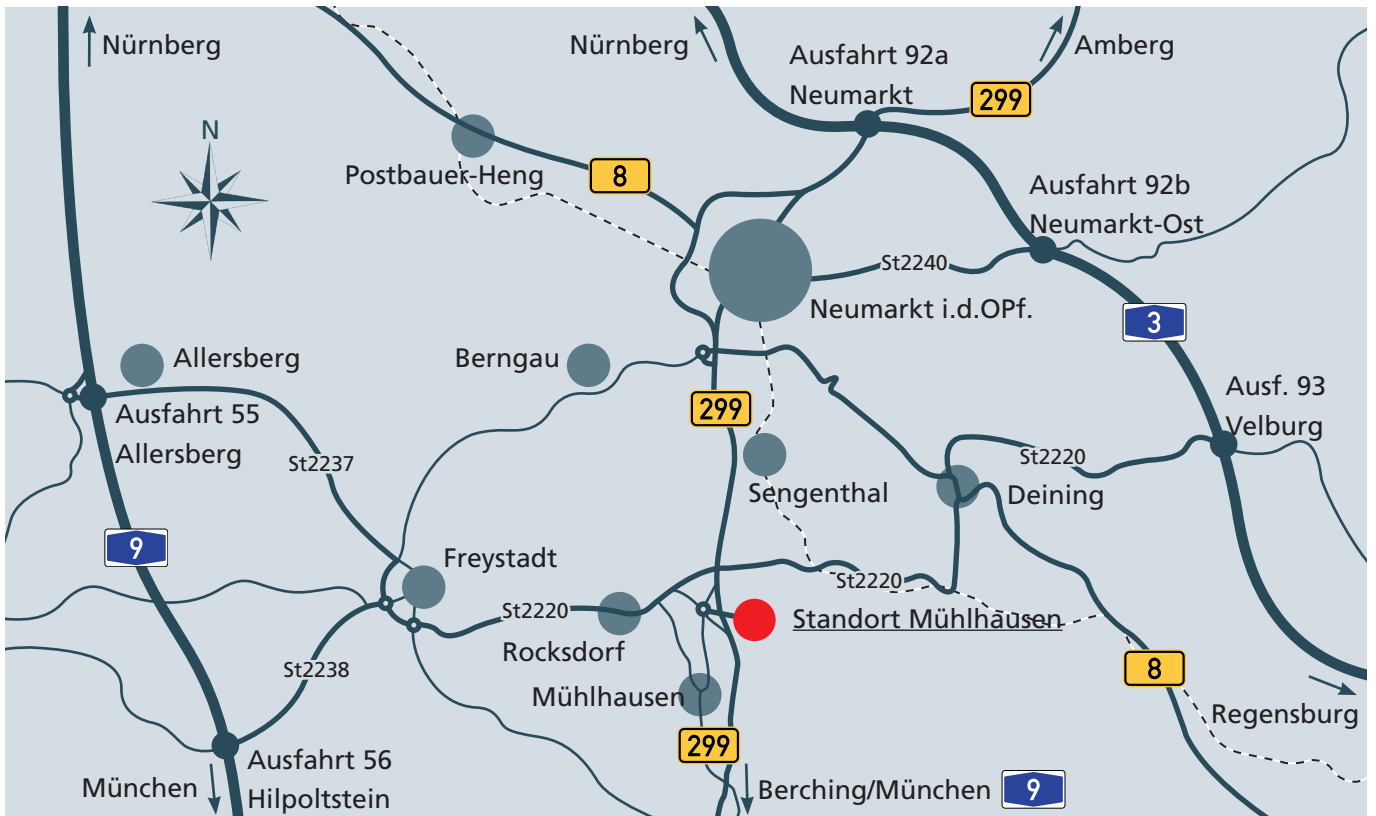 Nürnberg
Nürnberg
Ausfahrt 92a
Neumarkt
Amberg
299
N
Postbauer-Heng
8
Ausfahrt 92b
Neumarkt-Ost
St2240
Neumarkt i.d.OPf.
3
Allersberg
Berngau
Ausfahrt 55
Allersberg
299
Ausf. 93
Velburg
St2237
St2220
Sengenthal
Deining
9
Freystadt
St2220
St2220
Standort Mühlhausen
Rocksdorf
St2238
8
Mühlhausen
Regensburg
299
Ausfahrt 56
Hilpoltstein
München
Berching/München
9